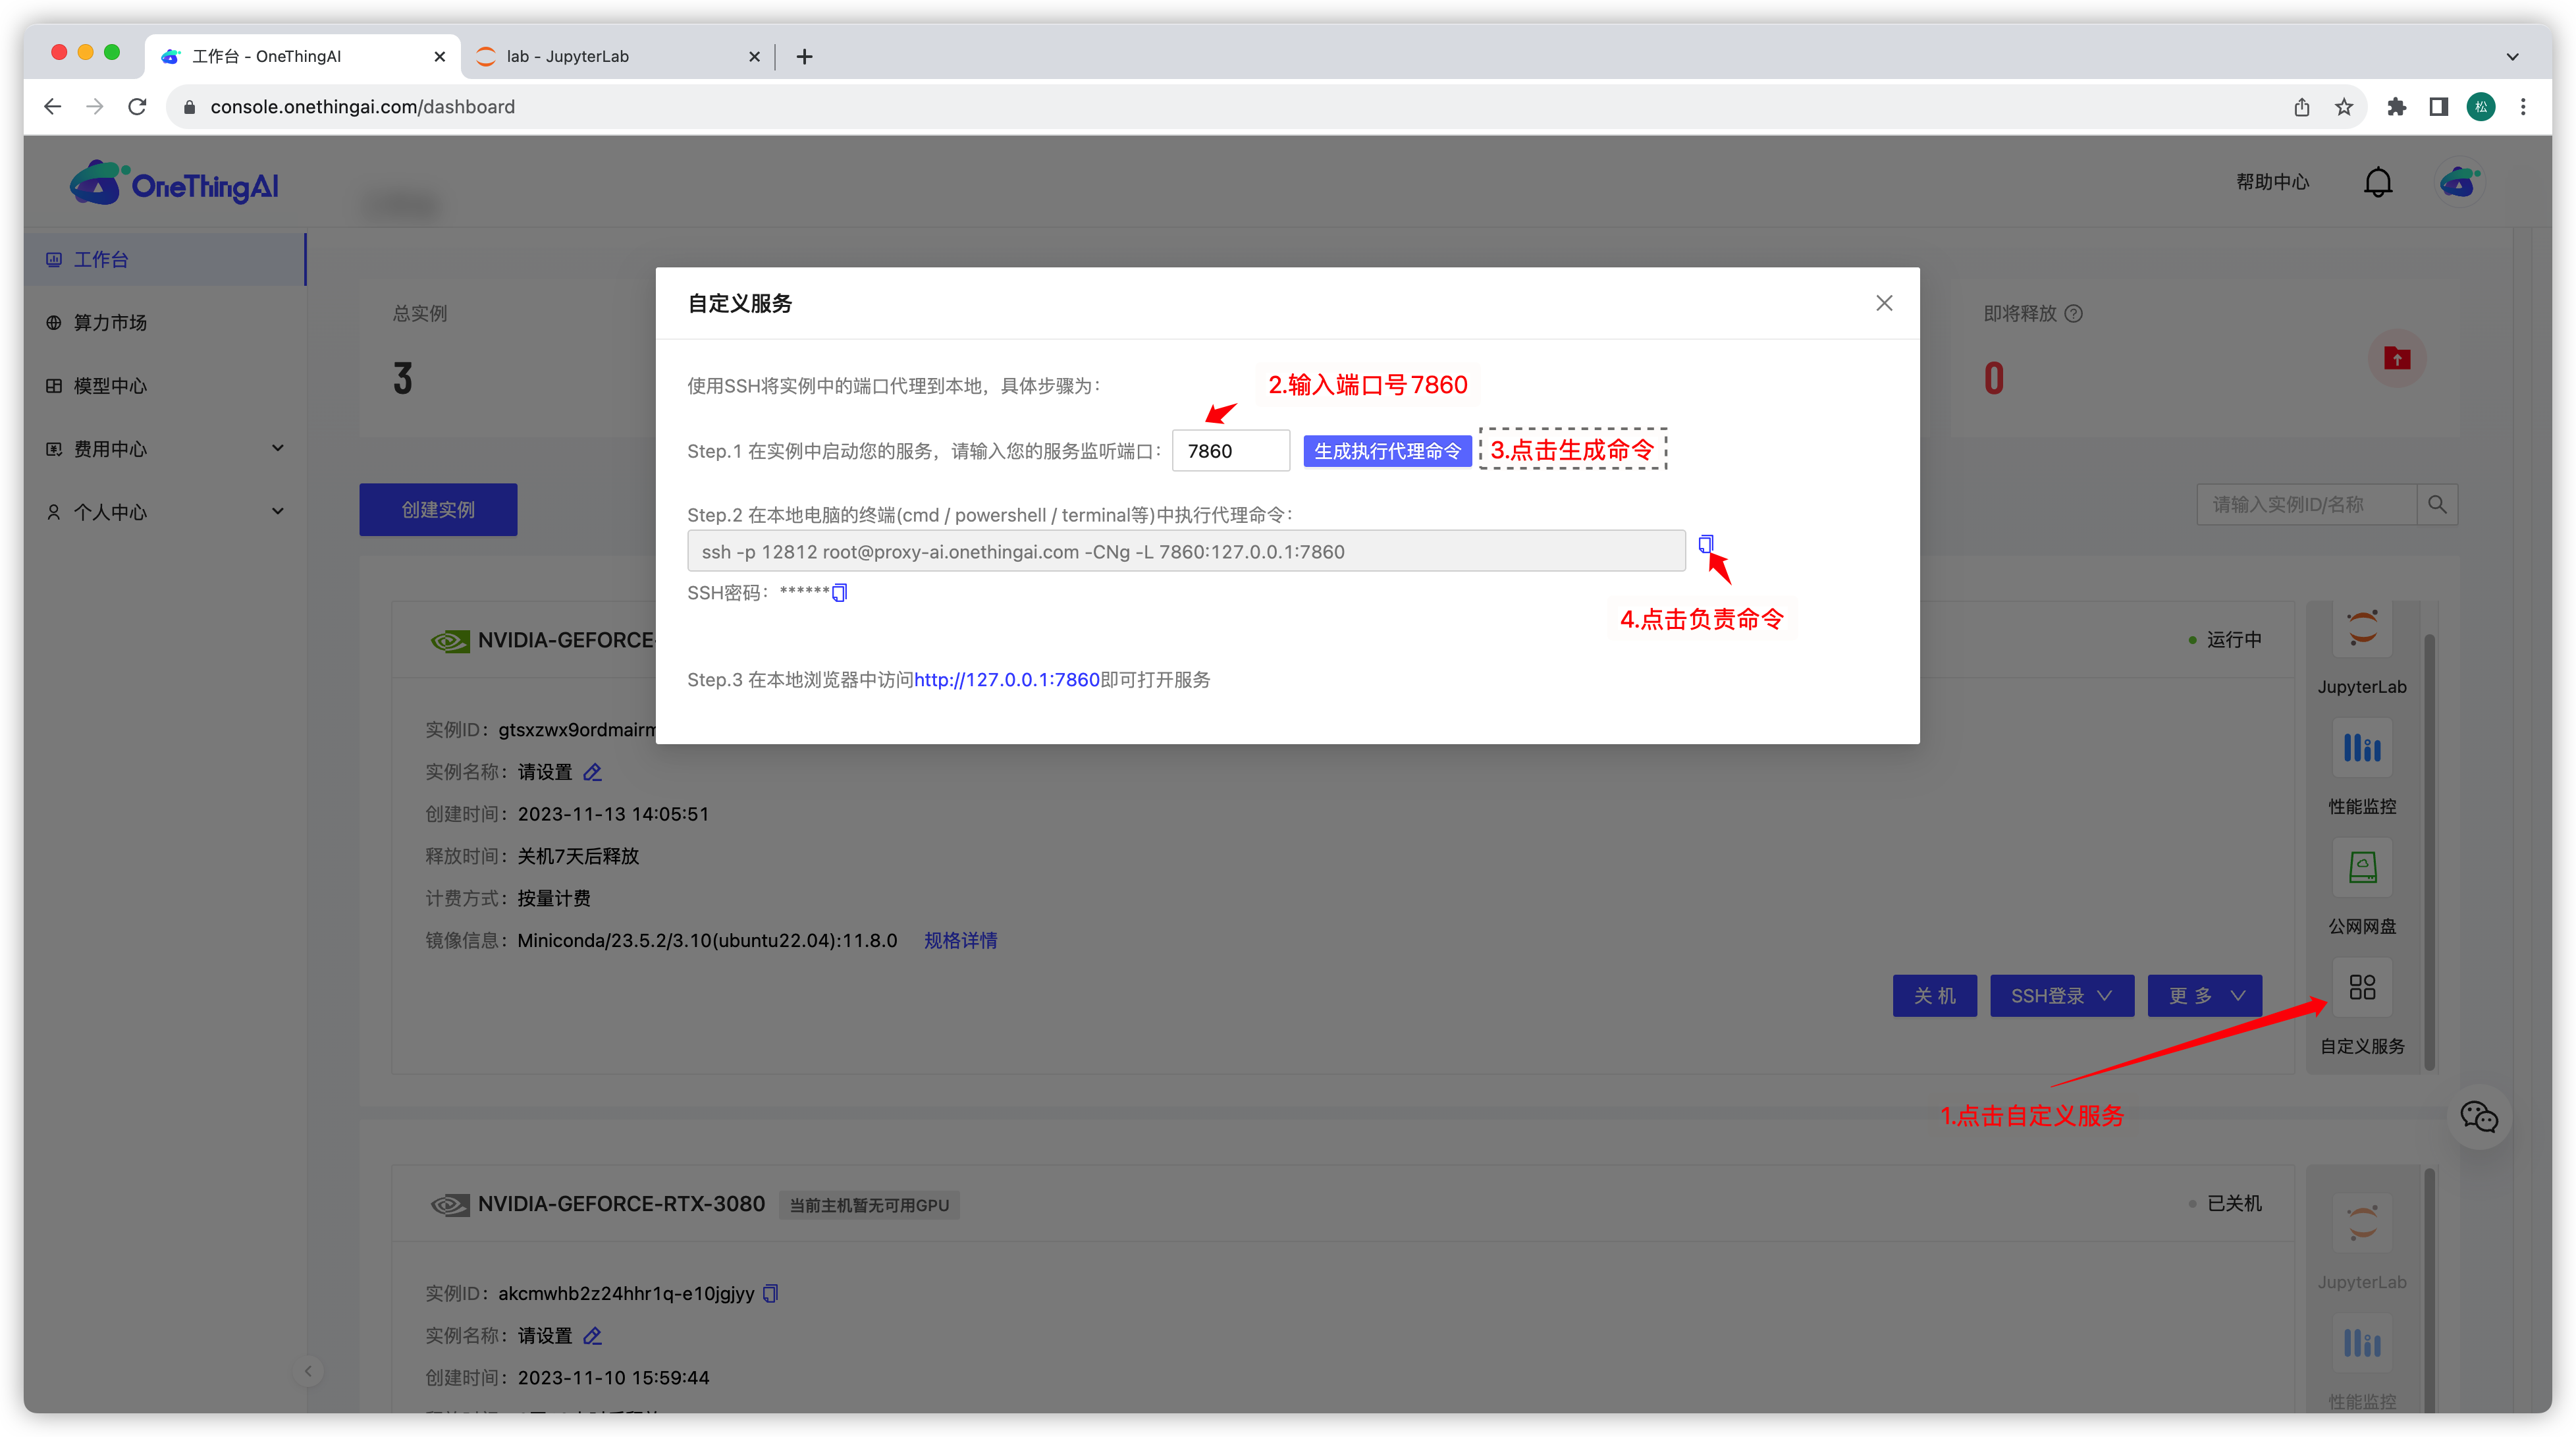 工作台 - OneThingAI
lab - JupyterLab
console.onethingai.com/dashboard
松
OneThingAI
帮助中心
工作台
算力市场
模型中心
费用中心
个人中心
总实例
3
即将释放
0
创建实例
请输入实例ID/名称
自定义服务
使用SSH将实例中的端口代理到本地，具体步骤为：
2.输入端口号7860
Step.1 在实例中启动您的服务，请输入您的服务监听端口： 7860 生成执行代理命令 3.点击生成命令
Step.2 在本地电脑的终端(cmd / powershell / terminal等)中执行代理命令：
ssh -p 12812 root@proxy-ai.onethingai.com -CNg -L 7860:127.0.0.1:7860
SSH密码： ******
4.点击负责命令
Step.3 在本地浏览器中访问http://127.0.0.1:7860即可打开服务
NVIDIA-GEFORCE-
运行中
实例ID： gtsxzwx9ordmairm
实例名称： 请设置
创建时间： 2023-11-13 14:05:51
释放时间： 关机7天后释放
计费方式： 按量计费
镜像信息： Miniconda/23.5.2/3.10(ubuntu22.04):11.8.0 规格详情
关 机 SSH登录 更 多
JupyterLab
性能监控
公网网盘
自定义服务
1.点击自定义服务
NVIDIA-GEFORCE-RTX-3080 当前主机暂无可用GPU
已关机
实例ID： akcmwhb2z24hhr1q-e10jgjyy
实例名称： 请设置
创建时间： 2023-11-10 15:59:44
JupyterLab
性能监控